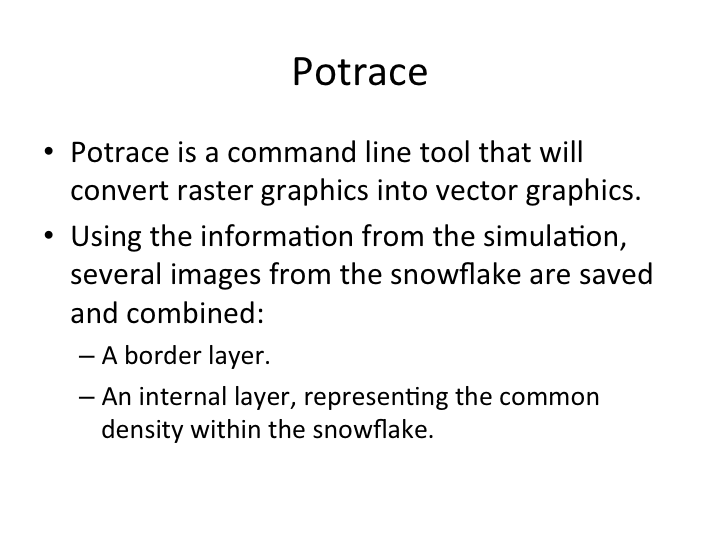 Potrace
• Potrace is a command line tool that will
convert raster graphics into vector graphics.
• Using the information from the simulation,
several images from the snowflake are saved
and combined:
– A border layer.
– An internal layer, representing the common
density within the snowflake.